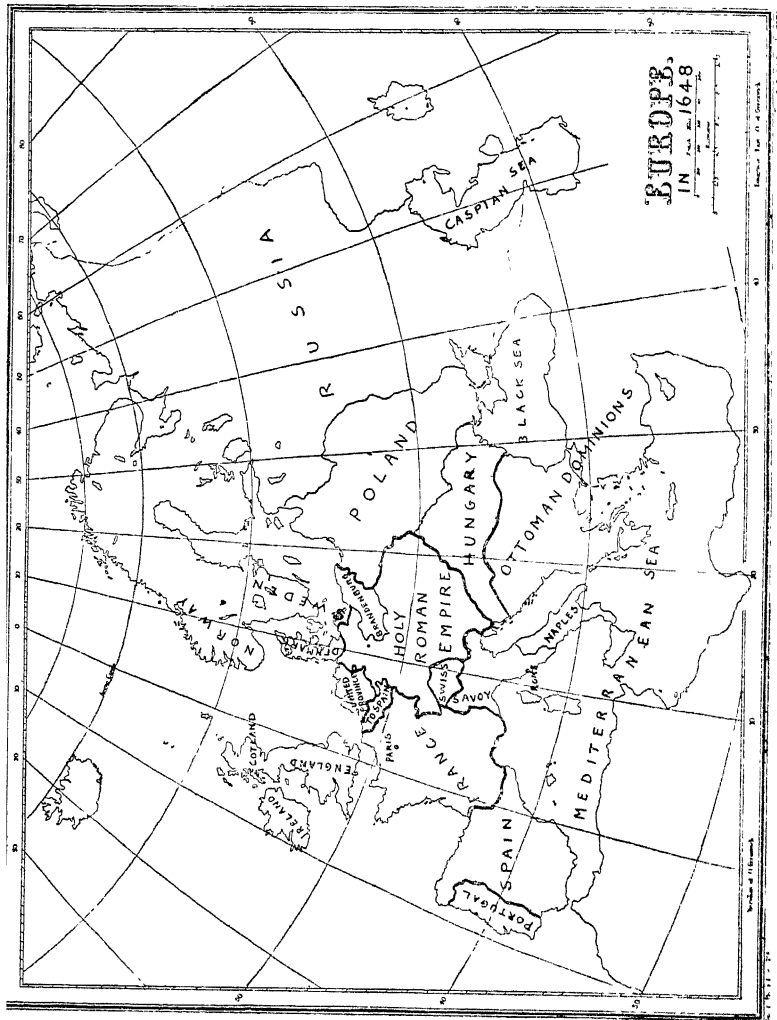 EUROPE.
IN 1648
NORWAY
SWEDEN
DENMARK
SCOTLAND
IRELAND
ENGLAND
UNITED
PROVINCES
TO SPAIN
PARIS
FRANCE
BRANDENBURG
HOLY
ROMAN
EMPIRE
SWISS
SAVOY
ROME
NAPLES
SPAIN
PORTUGAL
POLAND
HUNGARY
OTTOMAN DOMINIONS
RUSSIA
BLACK SEA
CASPIAN SEA
MEDITERRANEAN SEA